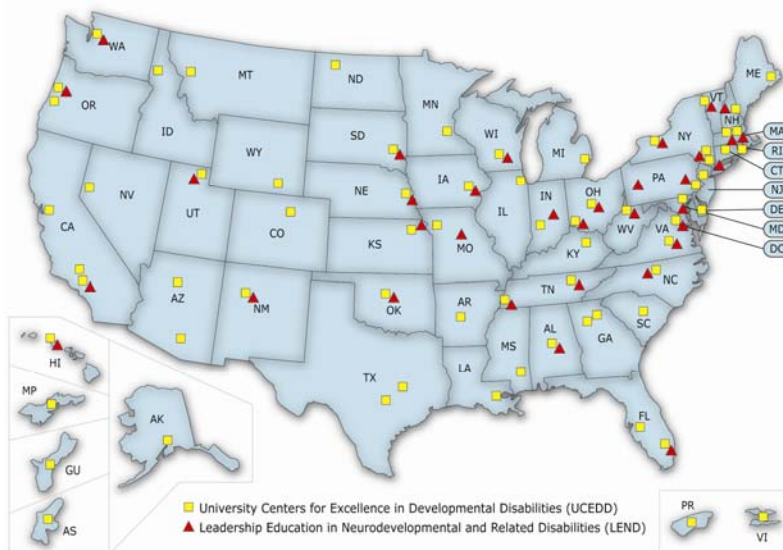 WA
MT
ND
MN
ME
VT
NH
MA
RI
CT
NJ
DE
MD
DC
OR
ID
SD
WI
MI
NY
WY
NE
IA
PA
NV
UT
CO
IL
IN
OH
CA
KS
MO
WV
VA
KY
NC
AZ
NM
OK
AR
TN
SC
MS
AL
GA
TX
LA
FL
HI
MP
AK
GU
AS
PR
VI
University Centers for Excellence in Developmental Disabilities (UCEDD)
Leadership Education in Neurodevelopmental and Related Disabilities (LEND)